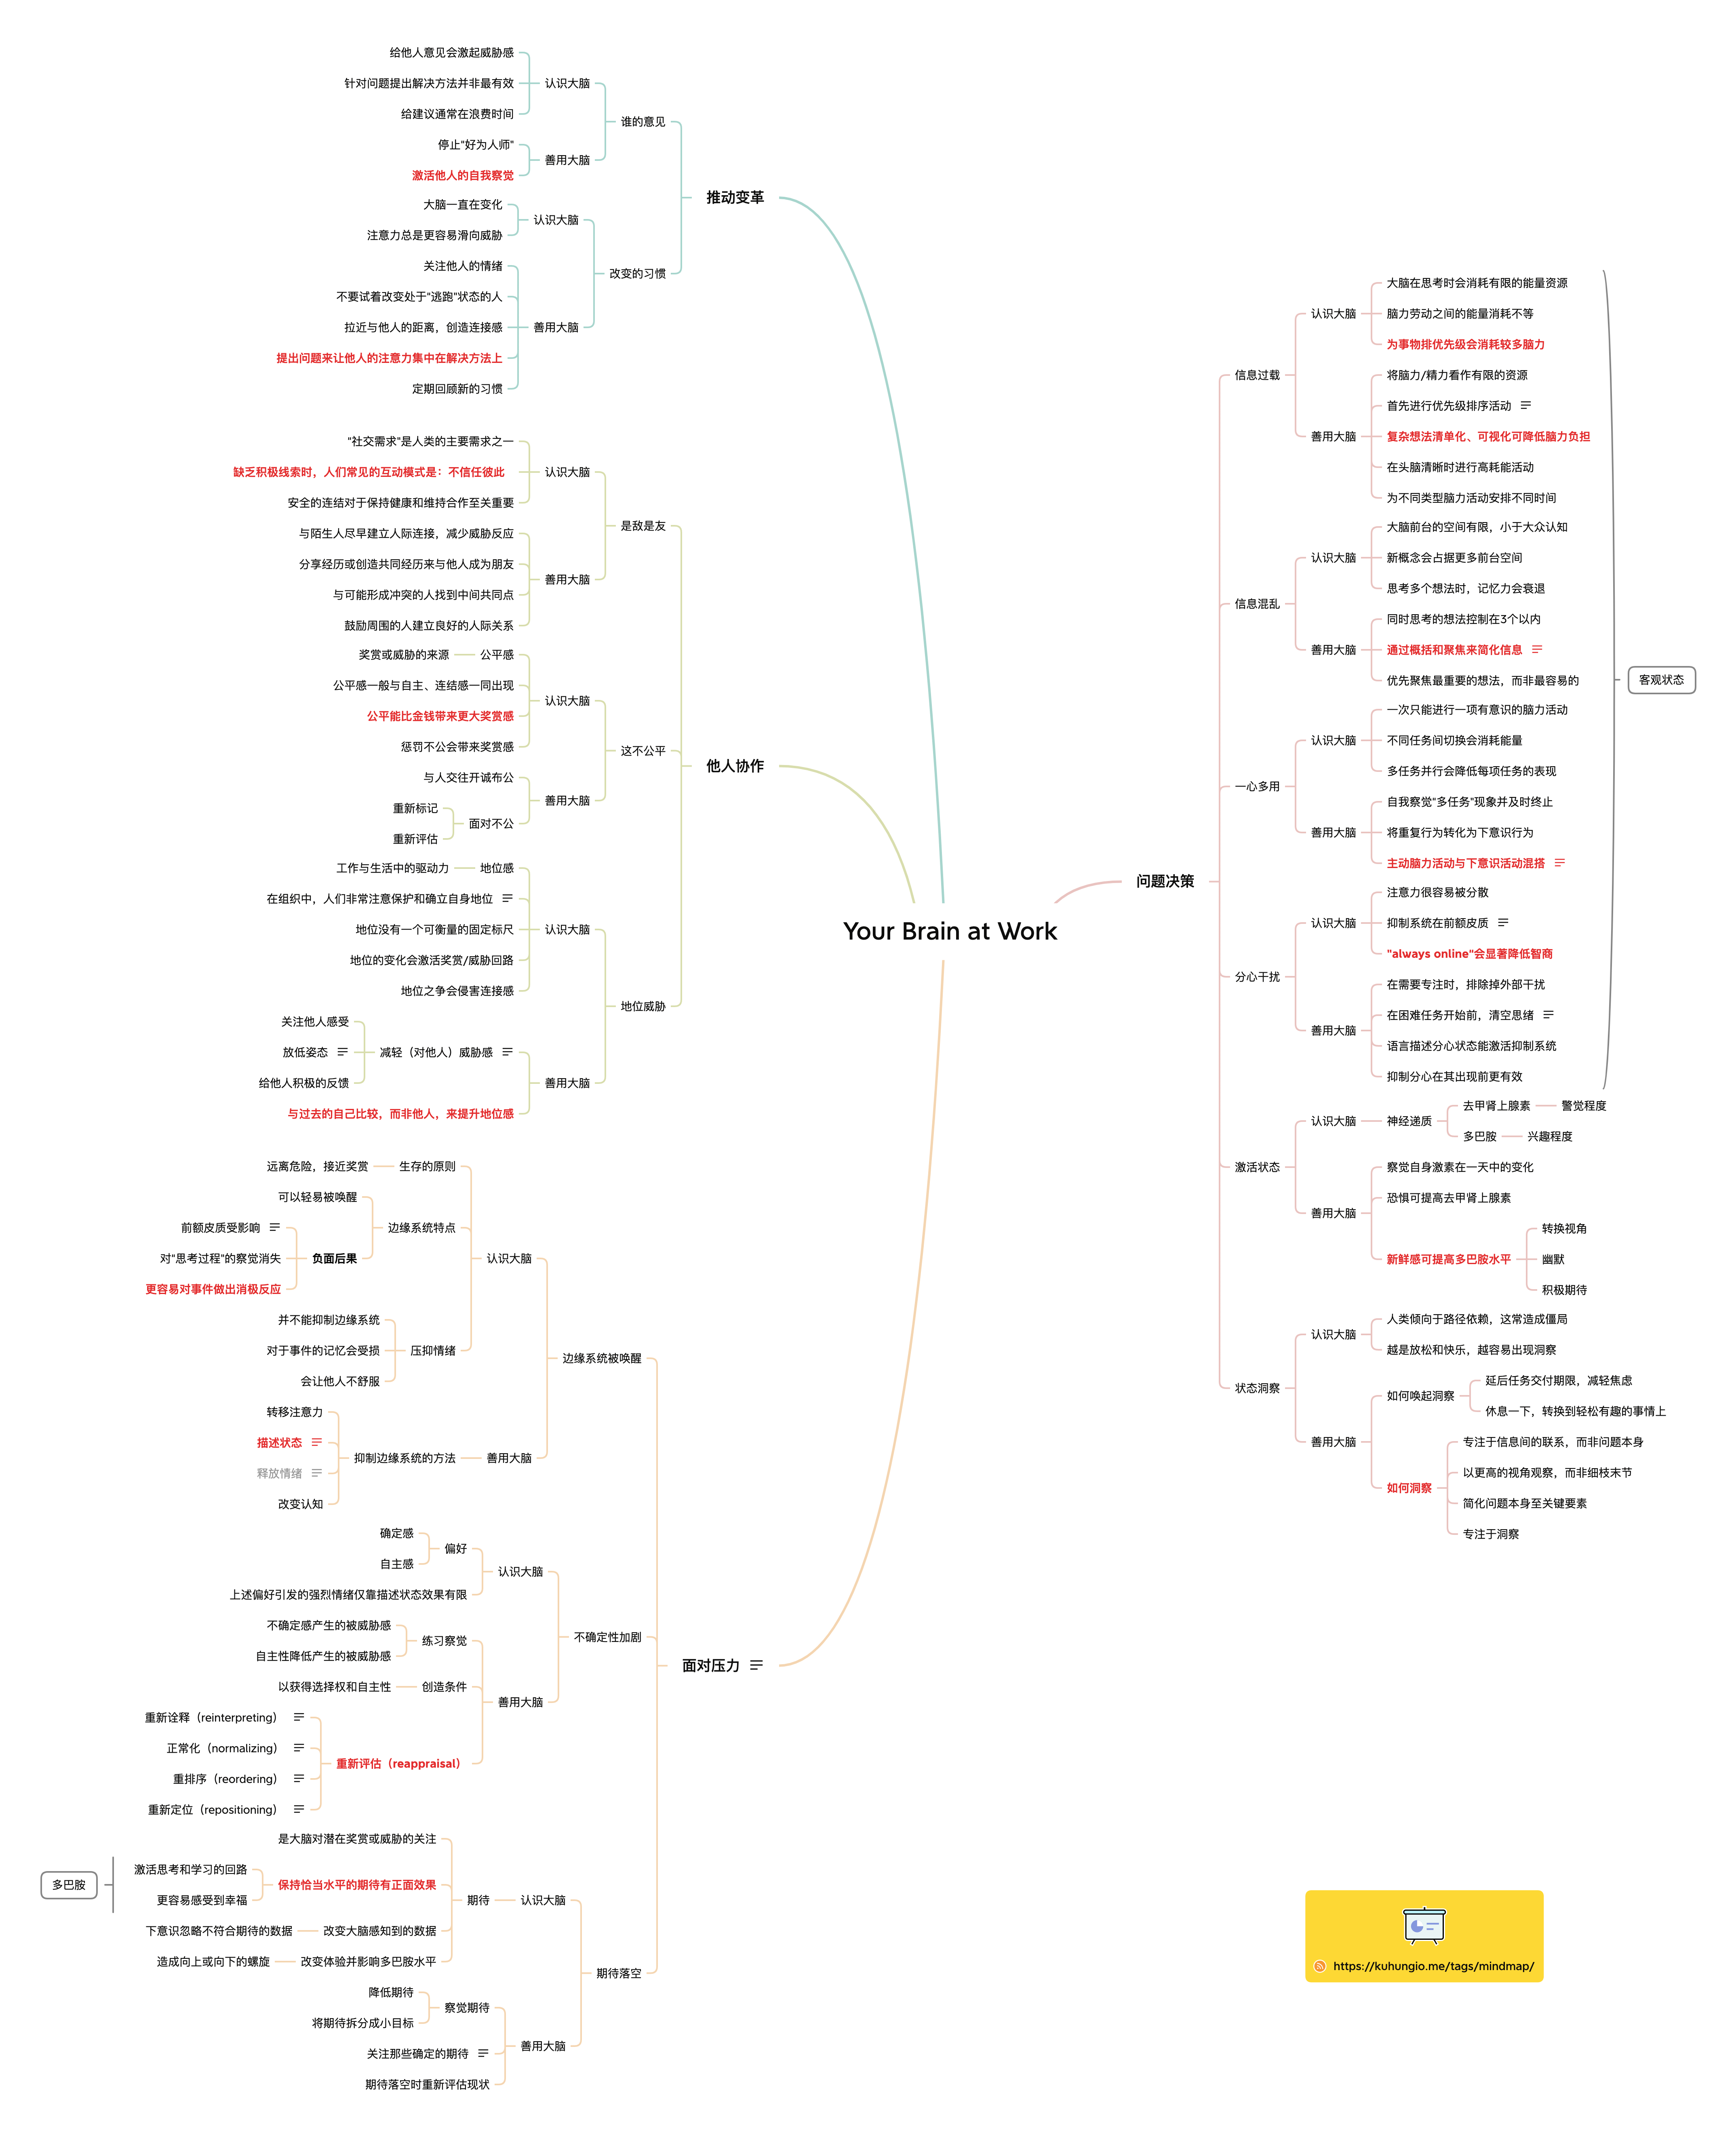 Your Brain at Work
推动变革
谁的意见
认识大脑
给他人意见会激起威胁感
针对问题提出解决方法并非最有效
给建议通常在浪费时间
善用大脑
停止"好为人师"
激活他人的自我察觉
改变的习惯
认识大脑
大脑一直在变化
注意力总是更容易滑向威胁
善用大脑
关注他人的情绪
不要试着改变处于"逃跑"状态的人
拉近与他人的距离，创造连接感
提出问题来让他人的注意力集中在解决方法上
定期回顾新的习惯
他人协作
是敌是友
认识大脑
"社交需求"是人类的主要需求之一
缺乏积极线索时，人们常见的互动模式是：不信任彼此
安全的连结对于保持健康和维持合作至关重要
善用大脑
与陌生人尽早建立人际连接，减少威胁反应
分享经历或创造共同经历来与他人成为朋友
与可能形成冲突的人找到中间共同点
鼓励周围的人建立良好的人际关系
这不公平
认识大脑
公平感
奖赏或威胁的来源
公平感一般与自主、连结感一同出现
公平能比金钱带来更大奖赏感
惩罚不公会带来奖赏感
善用大脑
与人交往开诚布公
面对不公
重新标记
重新评估
地位威胁
认识大脑
地位感
工作与生活中的驱动力
在组织中，人们非常注意保护和确立自身地位
地位没有一个可衡量的固定标尺
地位的变化会激活奖赏/威胁回路
地位之争会侵害连接感
善用大脑
减轻（对他人）威胁感
关注他人感受
放低姿态
给他人积极的反馈
与过去的自己比较，而非他人，来提升地位感
面对压力
边缘系统被唤醒
认识大脑
生存的原则
远离危险，接近奖赏
边缘系统特点
可以轻易被唤醒
负面后果
前额皮质受影响
对"思考过程"的察觉消失
更容易对事件做出消极反应
压抑情绪
并不能抑制边缘系统
对于事件的记忆会受损
会让他人不舒服
善用大脑
抑制边缘系统的方法
转移注意力
描述状态
释放情绪
改变认知
不确定性加剧
认识大脑
偏好
确定感
自主感
上述偏好引发的强烈情绪仅靠描述状态效果有限
善用大脑
练习察觉
不确定感产生的被威胁感
自主性降低产生的被威胁感
创造条件
以获得选择权和自主性
重新评估（reappraisal）
重新诠释（reinterpreting）
正常化（normalizing）
重排序（reordering）
重新定位（repositioning）
期待落空
认识大脑
期待
是大脑对潜在奖赏或威胁的关注
保持恰当水平的期待有正面效果
激活思考和学习的回路
更容易感受到幸福
多巴胺
改变大脑感知到的数据
下意识忽略不符合期待的数据
改变体验并影响多巴胺水平
造成向上或向下的螺旋
善用大脑
察觉期待
降低期待
将期待拆分成小目标
关注那些确定的期待
期待落空时重新评估现状
问题决策
信息过载
认识大脑
大脑在思考时会消耗有限的能量资源
脑力劳动之间的能量消耗不等
为事物排优先级会消耗较多脑力
善用大脑
将脑力/精力看作有限的资源
首先进行优先级排序活动
复杂想法清单化、可视化可降低脑力负担
在头脑清晰时进行高耗能活动
为不同类型脑力活动安排不同时间
信息混乱
认识大脑
大脑前台的空间有限，小于大众认知
新概念会占据更多前台空间
思考多个想法时，记忆力会衰退
善用大脑
同时思考的想法控制在3个以内
通过概括和聚焦来简化信息
优先聚焦最重要的想法，而非最容易的
一心多用
认识大脑
一次只能进行一项有意识的脑力活动
不同任务间切换会消耗能量
多任务并行会降低每项任务的表现
善用大脑
自我察觉"多任务"现象并及时终止
将重复行为转化为下意识行为
主动脑力活动与下意识活动混搭
分心干扰
认识大脑
注意力很容易被分散
抑制系统在前额皮质
"always online"会显著降低智商
善用大脑
在需要专注时，排除掉外部干扰
在困难任务开始前，清空思绪
语言描述分心状态能激活抑制系统
抑制分心在其出现前更有效
客观状态
激活状态
认识大脑
神经递质
去甲肾上腺素
警觉程度
多巴胺
兴趣程度
善用大脑
察觉自身激素在一天中的变化
恐惧可提高去甲肾上腺素
新鲜感可提高多巴胺水平
转换视角
幽默
积极期待
状态洞察
认识大脑
人类倾向于路径依赖，这常造成僵局
越是放松和快乐，越容易出现洞察
善用大脑
如何唤起洞察
延后任务交付期限，减轻焦虑
休息一下，转换到轻松有趣的事情上
如何洞察
专注于信息间的联系，而非问题本身
以更高的视角观察，而非细枝末节
简化问题本身至关键要素
专注于洞察
https://kuhungio.me/tags/mindmap/